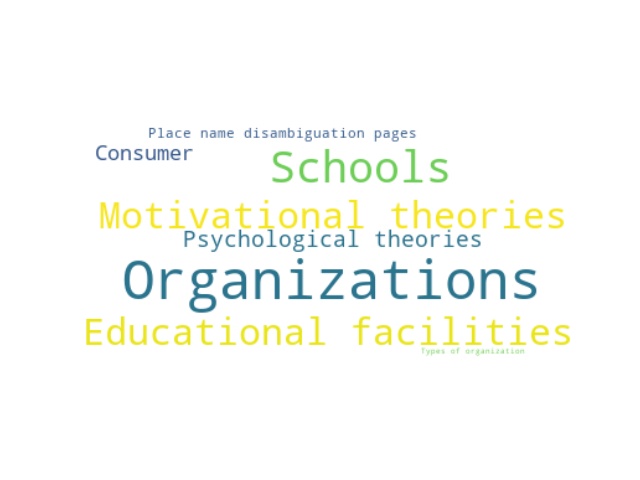 Place name disambiguation pages
Consumer
Schools
Motivational theories
Psychological theories
Organizations
Educational facilities
Types of organization